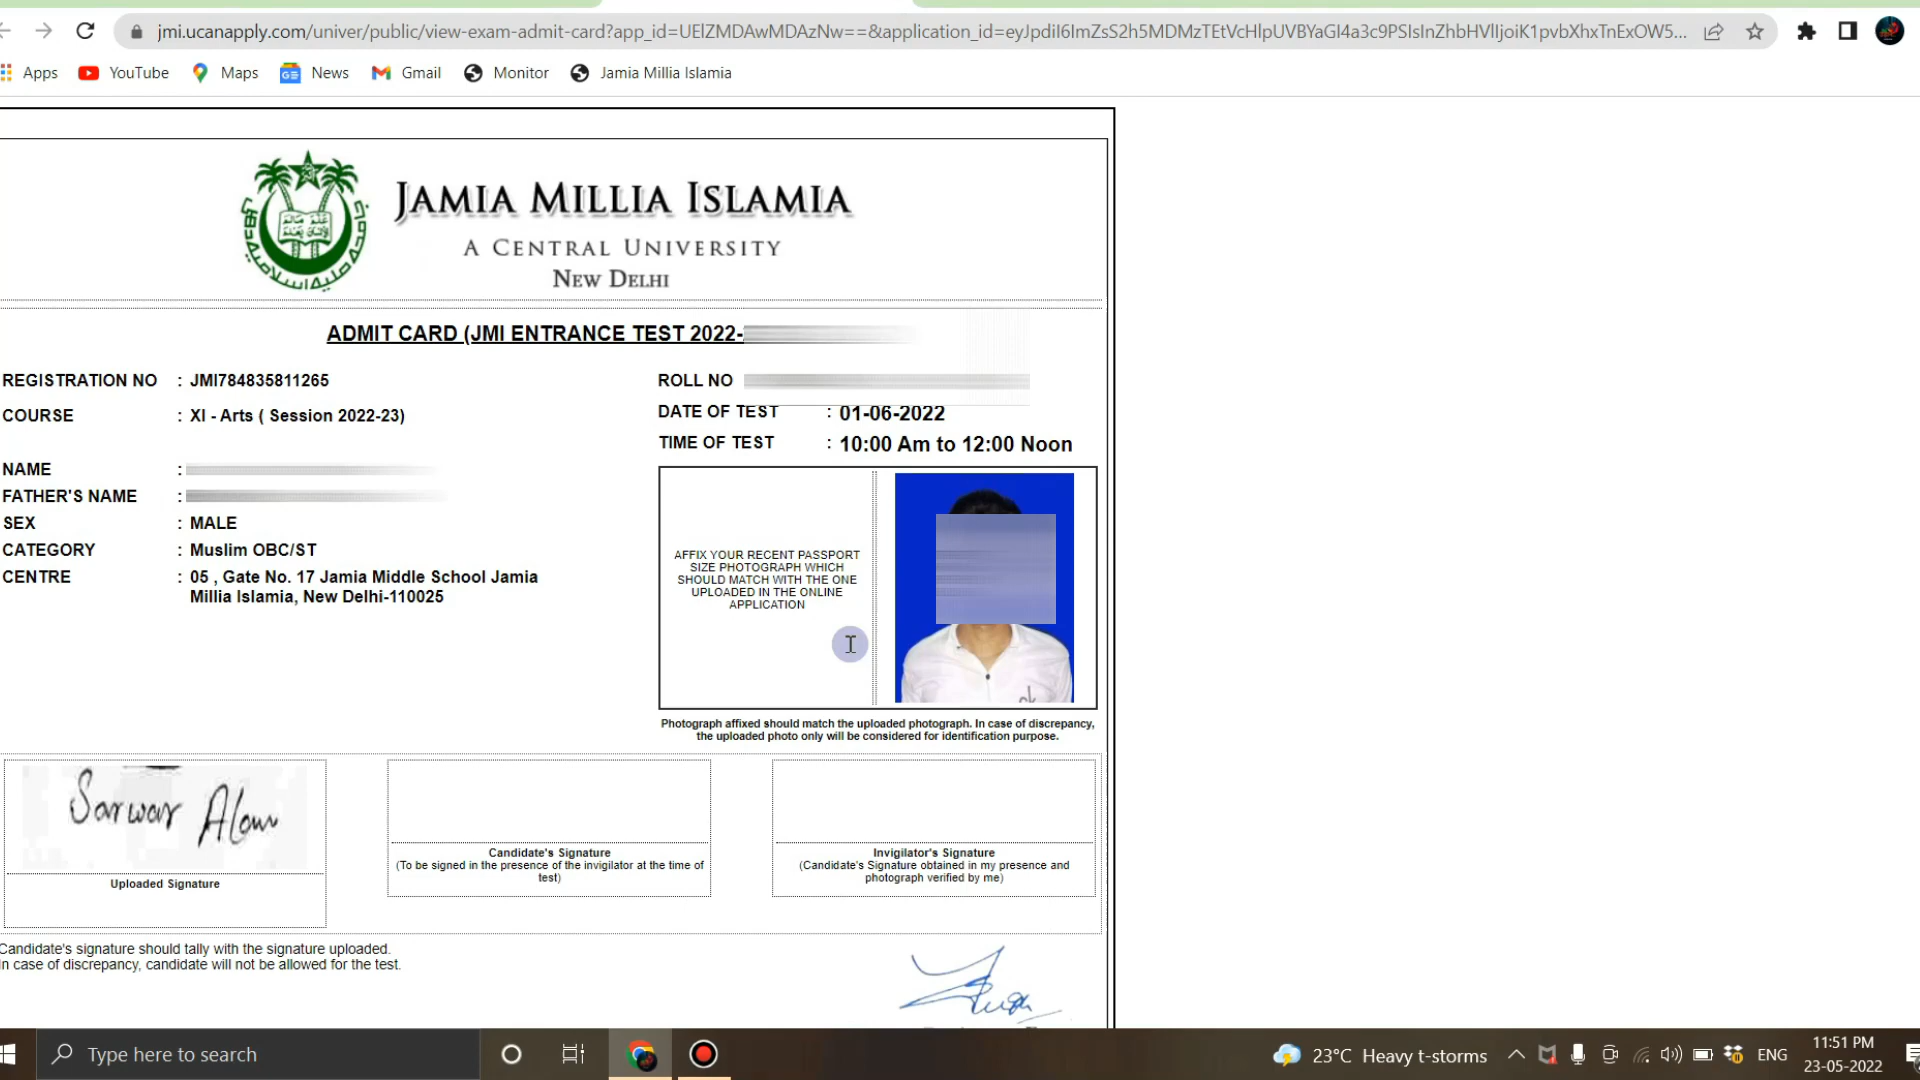 jmi.ucanapply.com/univer/public/view-exam-admit-card?app_id=UElZMDAwMDAzNw==&application_id=eyJpdiI6ImZsS2h5MDMzTEtVcHlpUVBYaGl4a3c9PSIsInZhbHVlIjoiK1pvbXhxTnExOW5...
Apps YouTube Maps News Gmail Monitor Jamia Millia Islamia
JAMIA MILLIA ISLAMIA
A CENTRAL UNIVERSITY
NEW DELHI
ADMIT CARD (JMI ENTRANCE TEST 2022-
REGISTRATION NO : JMI784835811265
ROLL NO
COURSE : XI - Arts ( Session 2022-23)
DATE OF TEST : 01-06-2022
TIME OF TEST : 10:00 Am to 12:00 Noon
NAME :
FATHER'S NAME :
SEX : MALE
CATEGORY : Muslim OBC/ST
CENTRE : 05 , Gate No. 17 Jamia Middle School Jamia
Millia Islamia, New Delhi-110025
AFFIX YOUR RECENT PASSPORT
SIZE PHOTOGRAPH WHICH
SHOULD MATCH WITH THE ONE
UPLOADED IN THE ONLINE
APPLICATION
Photograph affixed should match the uploaded photograph. In case of discrepancy,
the uploaded photo only will be considered for identification purpose.
Sarwar Alam
Uploaded Signature
Candidate's Signature
(To be signed in the presence of the invigilator at the time of
test)
Invigilator's Signature
(Candidate's Signature obtained in my presence and
photograph verified by me)
Candidate's signature should tally with the signature uploaded.
In case of discrepancy, candidate will not be allowed for the test.
Type here to search
23°C Heavy t-storms
ENG
11:51 PM
23-05-2022